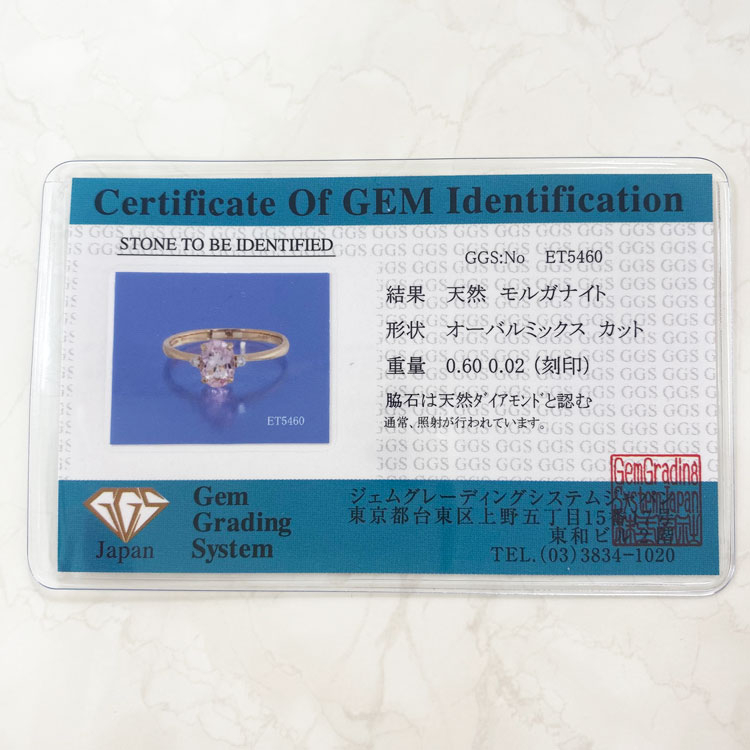 Certificate Of GEM Identification
STONE TO BE IDENTIFIED
ET5460
GGS:No ET5460
結果 天然 モルガナイト
形状 オーバルミックス カット
重量 0.60 0.02 (刻印)
脇石は天然ダイアモンドと認む
通常、照射が行われています。
GGS
Japan
Gem
Grading
System
ジェムグレーディングシステム
東京都台東区上野五丁目15
東和ビ
TEL.(03)3834-1020
GemGrading
SystemJapan